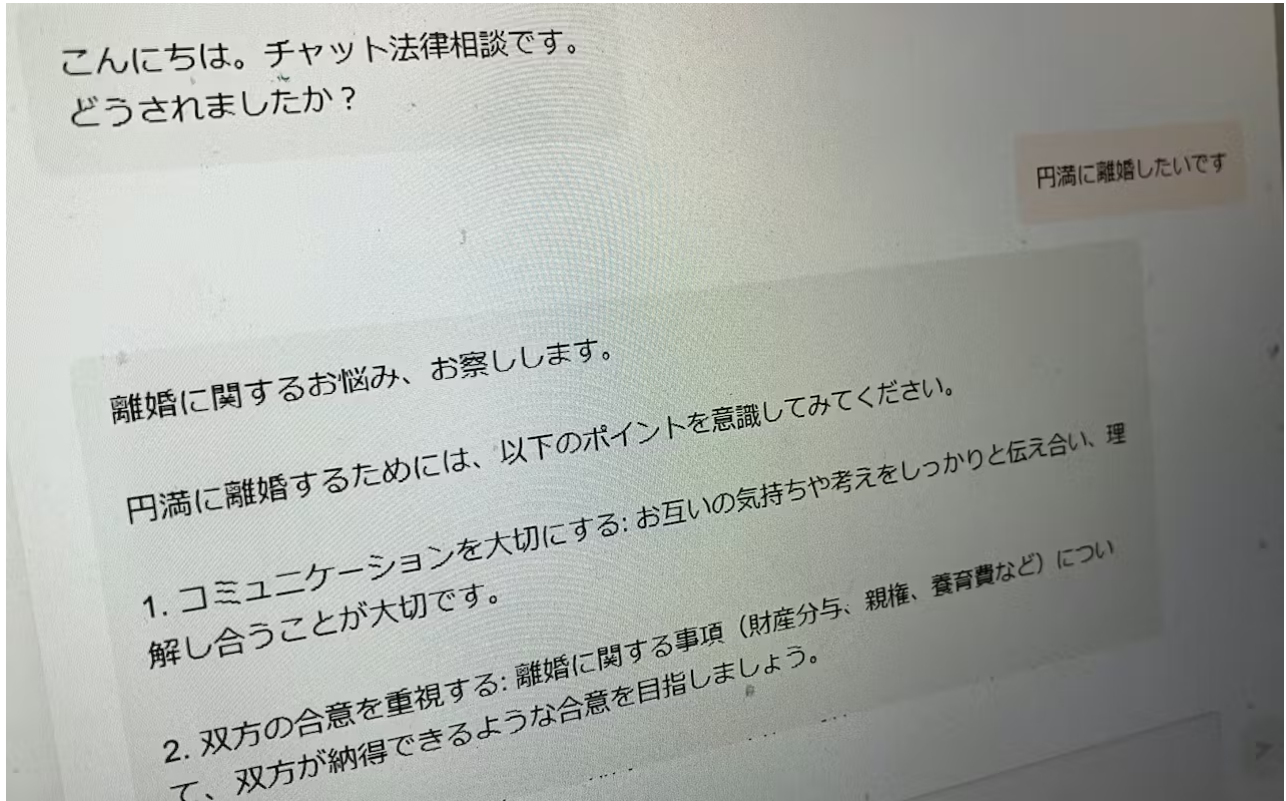 こんにちは。チャット法律相談です。
どうされましたか？
円満に離婚したいです
離婚に関するお悩み、お察しします。
円満に離婚するためには、以下のポイントを意識してみてください。
1. コミュニケーションを大切にする: お互いの気持ちや考えをしっかりと伝え合い、理
解し合うことが大切です。
2. 双方の合意を重視する: 離婚に関する事項（財産分与、親権、養育費など）につい
て、双方が納得できるような合意を目指しましょう。